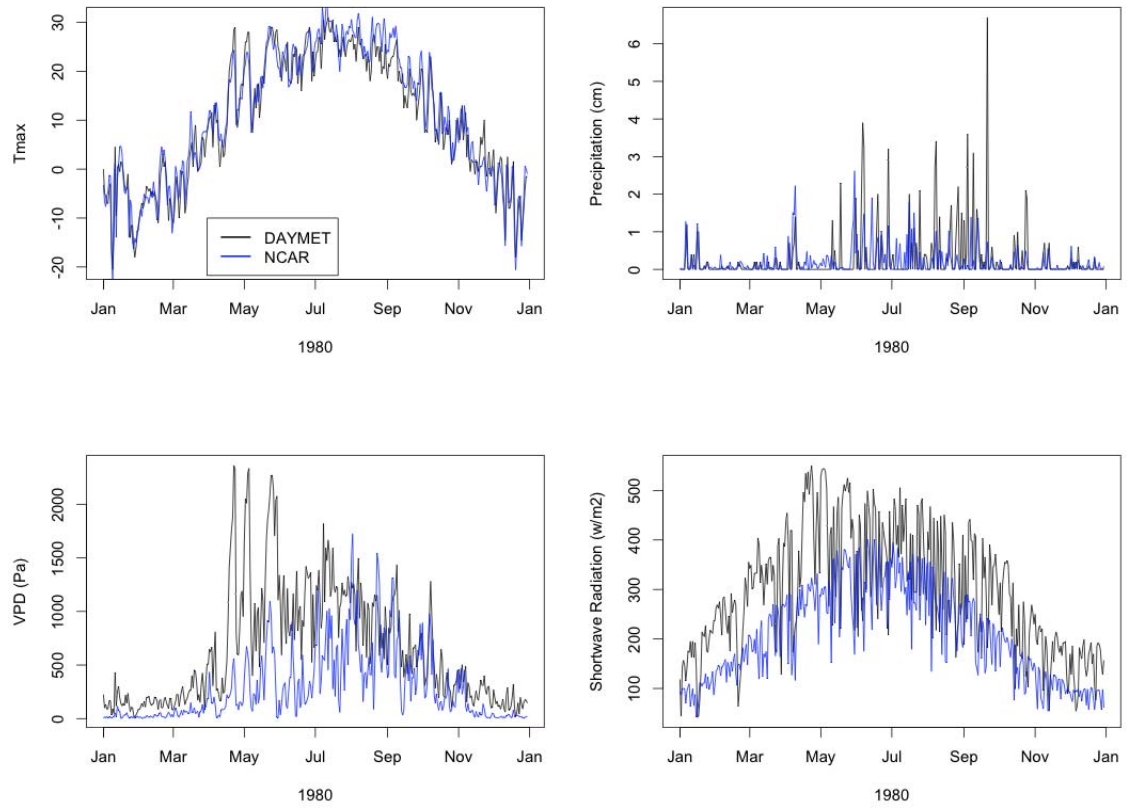 Tmax
30
20
10
0
-10
-20
DAYMET
NCAR
Jan Mar May Jul Sep Nov Jan
1980
Precipitation (cm)
6
5
4
3
2
1
0
Jan Mar May Jul Sep Nov Jan
1980
VPD (Pa)
2000
1500
1000
500
0
Jan Mar May Jul Sep Nov Jan
1980
Shortwave Radiation (w/m2)
500
400
300
200
100
Jan Mar May Jul Sep Nov Jan
1980